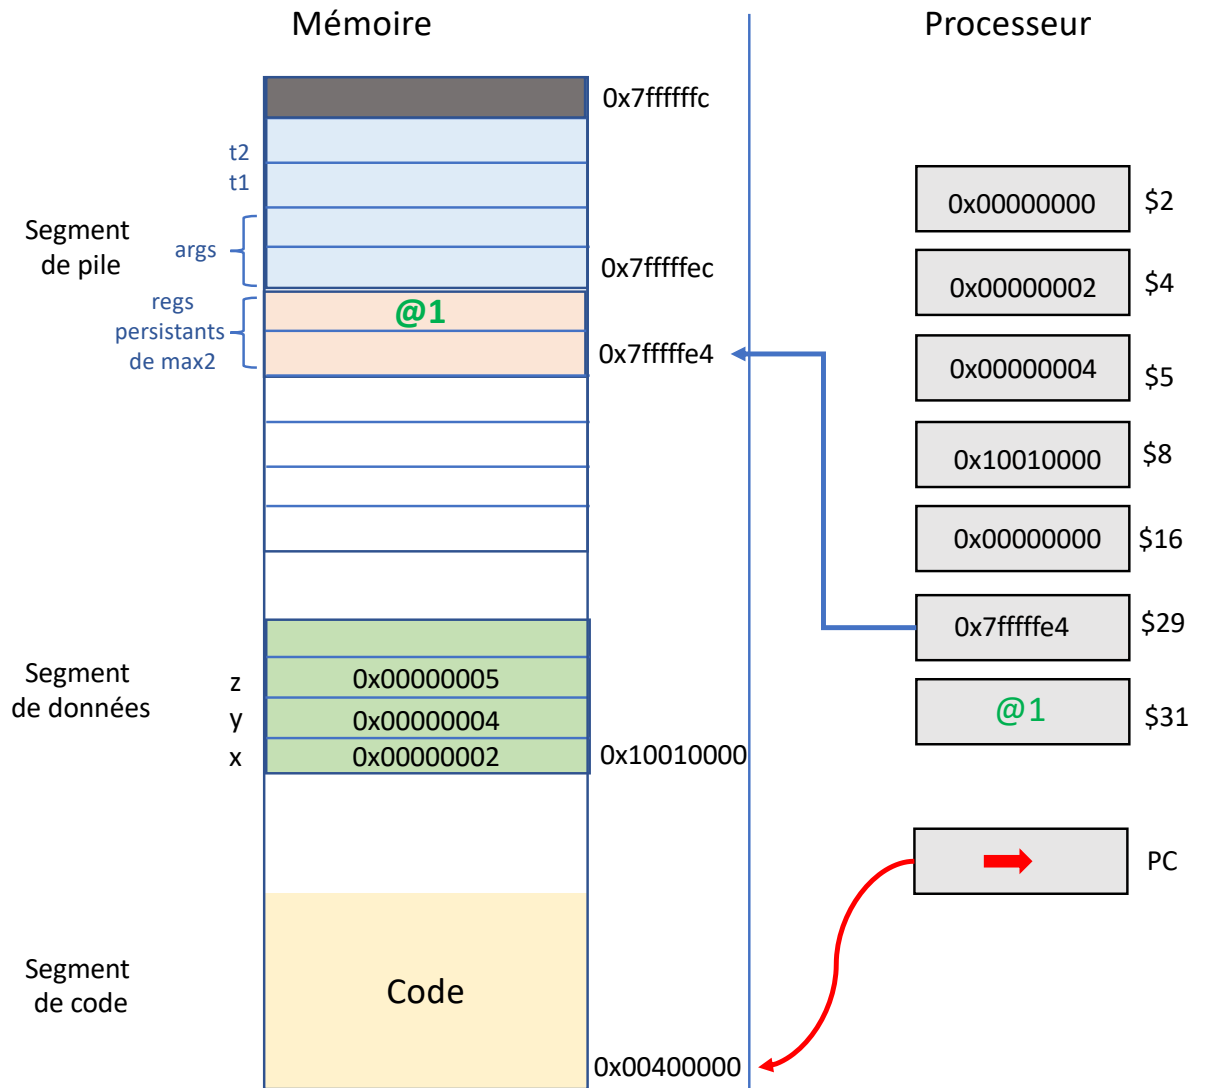 Mémoire
Processeur
0x7ffffffc
t2
t1
Segment
de pile
args
0x7fffffec
regs
persistants
de max2
@1
0x7fffffe4
0x00000000 $2
0x00000002 $4
0x00000004 $5
0x10010000 $8
0x00000000 $16
0x7fffffe4 $29
@1 $31
Segment
de données
z 0x00000005
y 0x00000004
x 0x00000002 0x10010000
PC
Segment
de code
Code
0x00400000